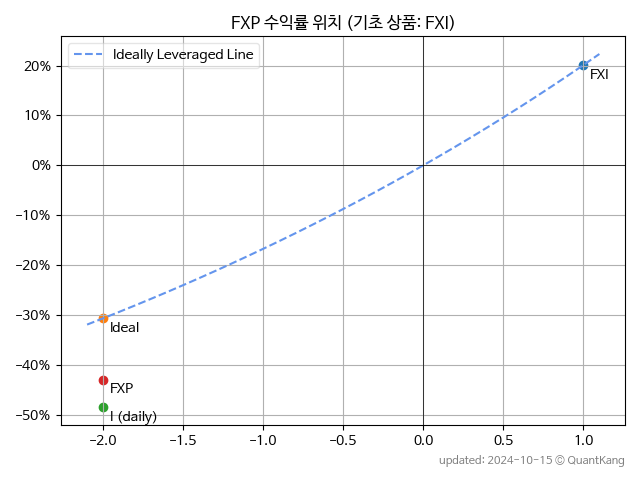 FXP 수익률 위치 (기초 상품: FXI)
Ideally Leveraged Line
20%
10%
0%
−10%
−20%
−30%
−40%
−50%
FXI
Ideal
FXP
I (daily)
−2.0 −1.5 −1.0 −0.5 0.0 0.5 1.0
updated: 2024-10-15 © QuantKang